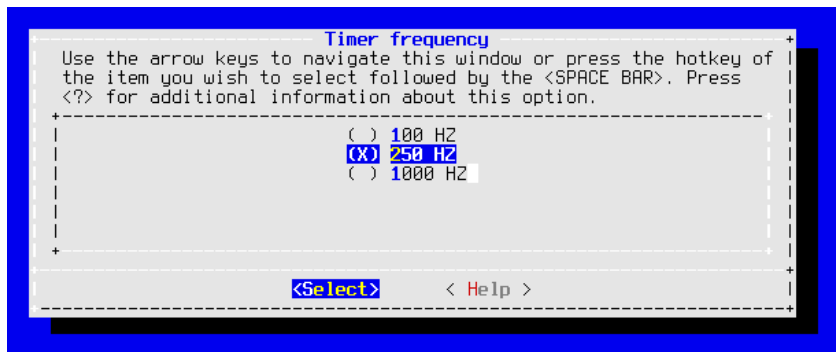 Timer frequency
Use the arrow keys to navigate this window or press the hotkey of
the item you wish to select followed by the <SPACE BAR>. Press
<?> for additional information about this option.
( ) 100 HZ
(X) 250 HZ
( ) 1000 HZ
<Select> < Help >